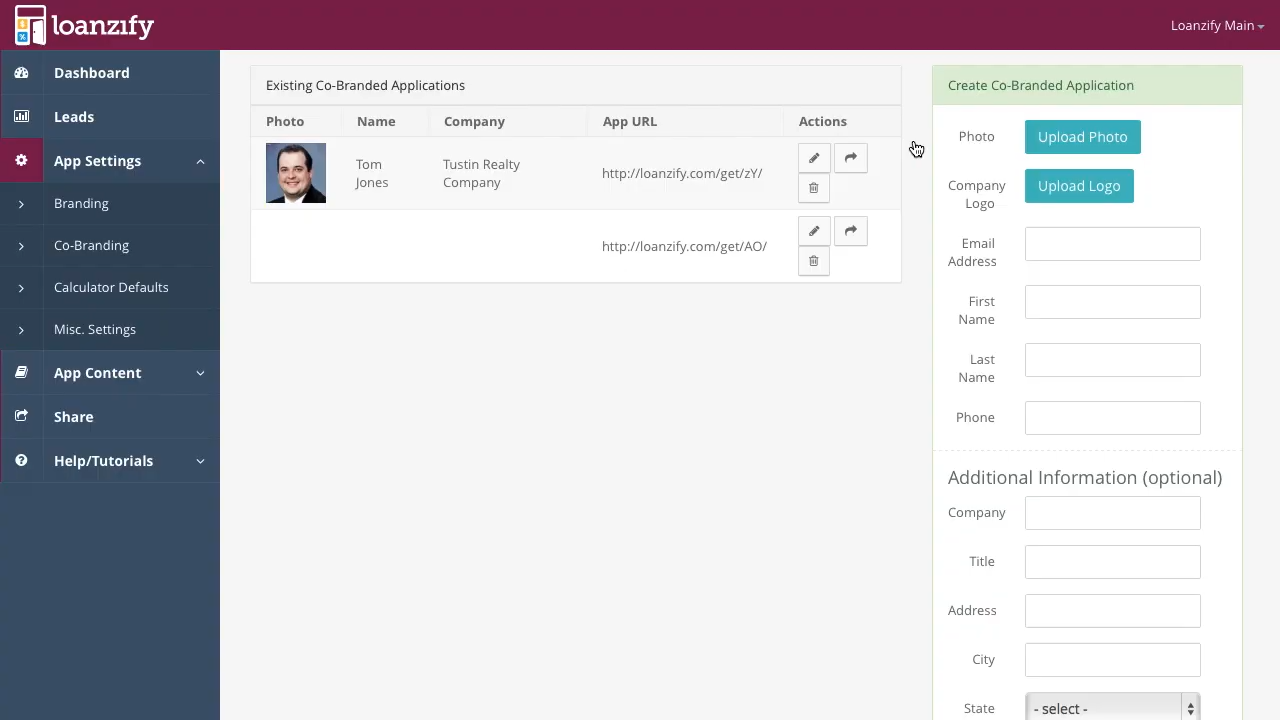 loanzify
Loanzify Main
Dashboard
Leads
App Settings
Branding
Co-Branding
Calculator Defaults
Misc. Settings
App Content
Share
Help/Tutorials
Existing Co-Branded Applications
Photo Name Company App URL Actions
Tom
Jones
Tustin Realty
Company
http://loanzify.com/get/zY/
http://loanzify.com/get/AO/
Create Co-Branded Application
Photo
Upload Photo
Company
Logo
Upload Logo
Email
Address
First
Name
Last
Name
Phone
Additional Information (optional)
Company
Title
Address
City
State
- select -